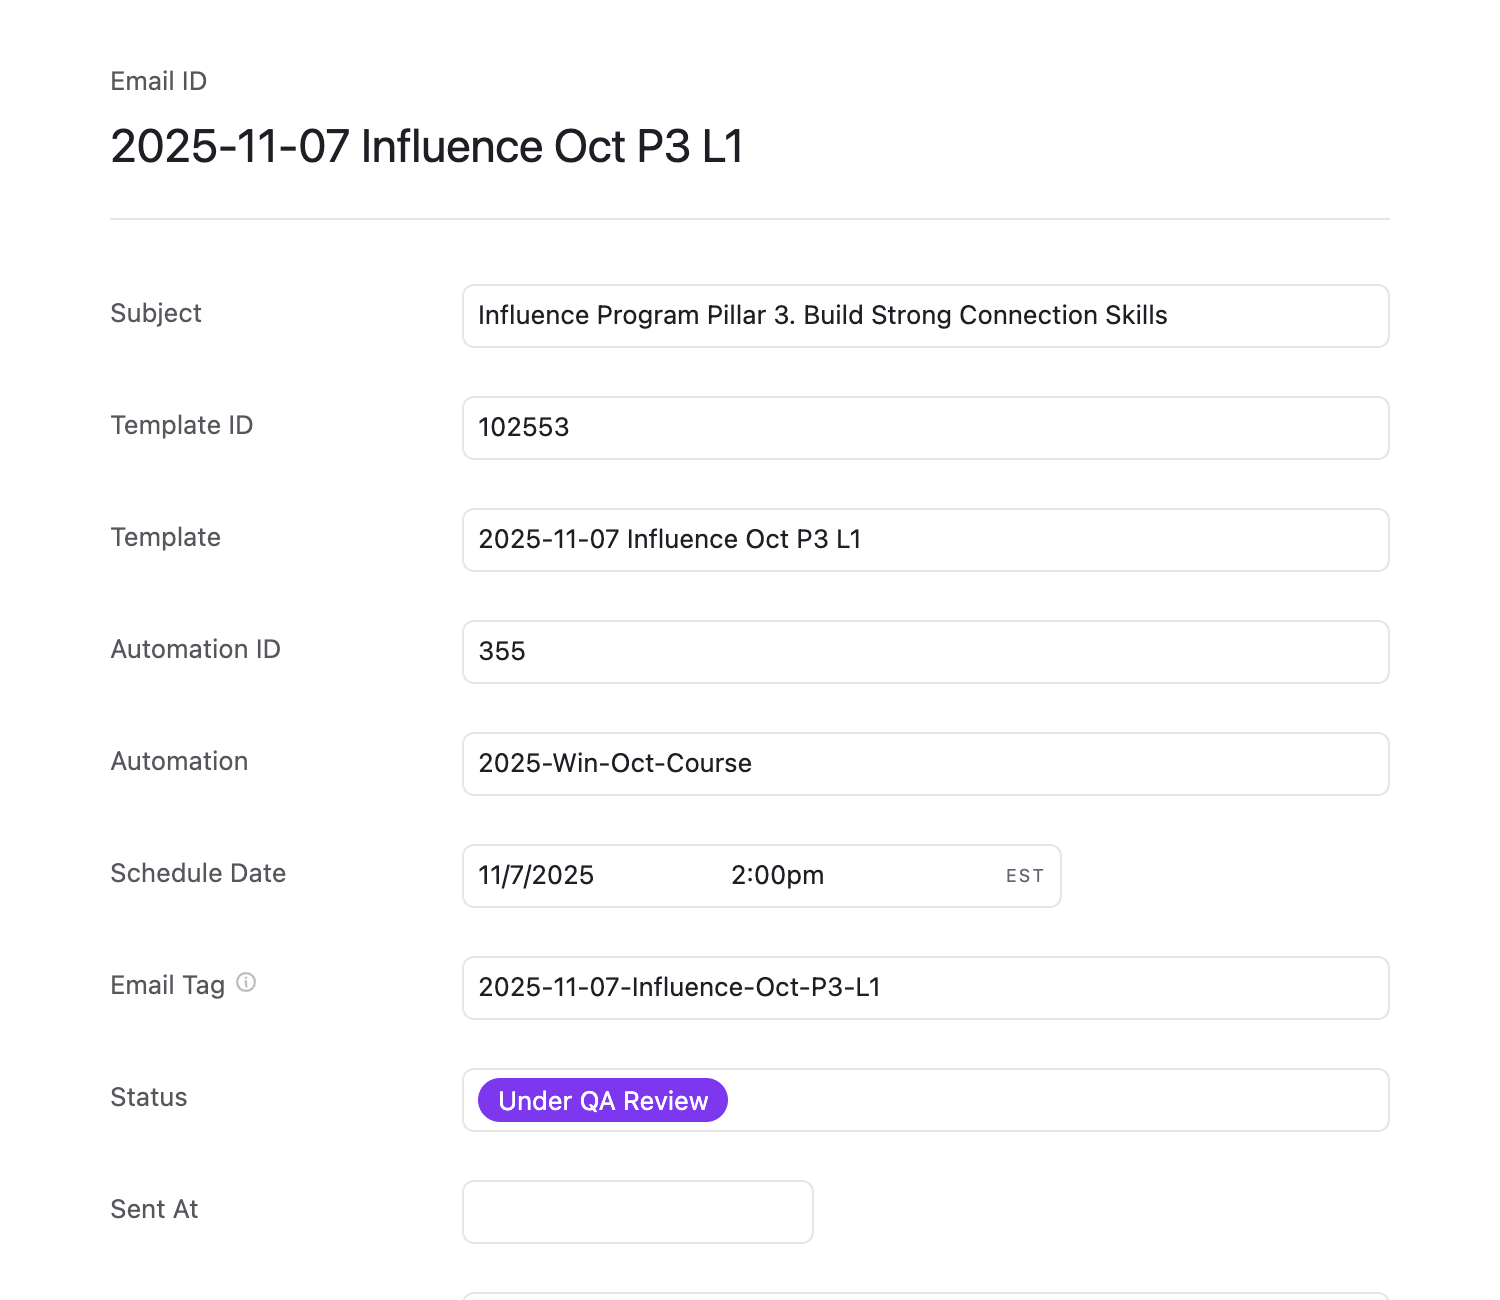 Email ID
2025-11-07 Influence Oct P3 L1
Subject
Influence Program Pillar 3. Build Strong Connection Skills
Template ID
102553
Template
2025-11-07 Influence Oct P3 L1
Automation ID
355
Automation
2025-Win-Oct-Course
Schedule Date
11/7/2025 2:00pm EST
Email Tag
2025-11-07-Influence-Oct-P3-L1
Status
Under QA Review
Sent At